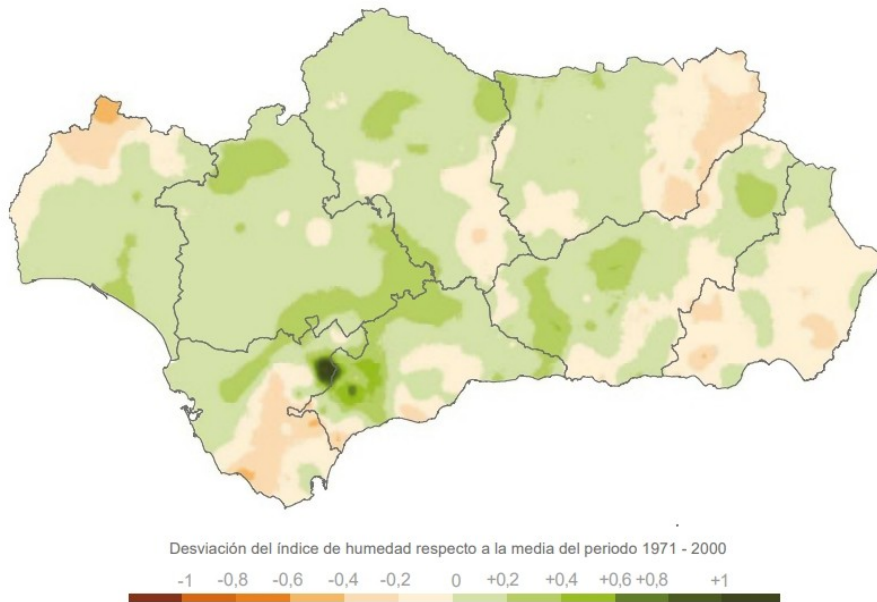 Desviación del índice de humedad respecto a la media del periodo 1971 - 2000
-1 -0,8 -0,6 -0,4 -0,2 0 +0,2 +0,4 +0,6 +0,8 +1